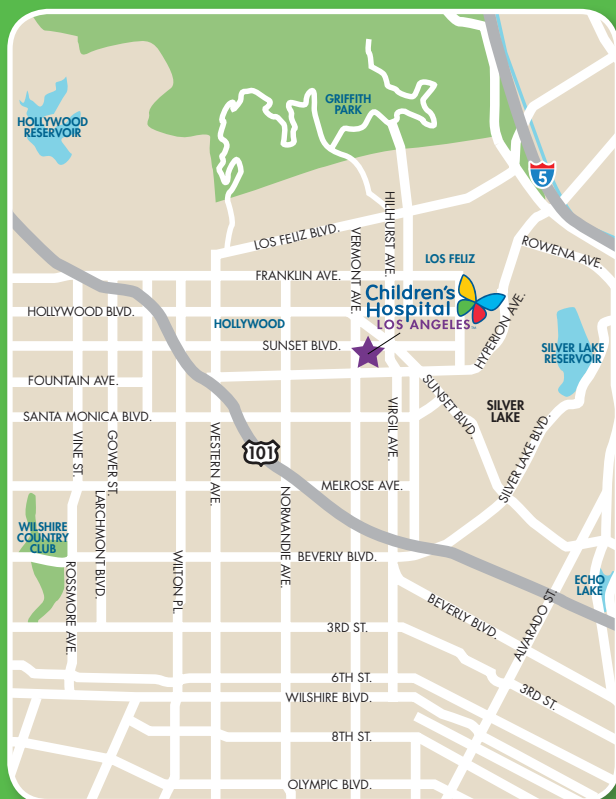 GRIFFITH
PARK
HOLLYWOOD
RESERVOIR
5
HILLHURST AVE.
LOS FELIZ BLVD.
VERMONT AVE.
ROWENA AVE.
LOS FELIZ
FRANKLIN AVE.
Children's
Hospital
LOS ANGELES
HYPERION AVE.
HOLLYWOOD BLVD.
HOLLYWOOD
SUNSET BLVD.
SILVER LAKE
RESERVOIR
FOUNTAIN AVE.
SUNSET BLVD.
SILVER
LAKE
SANTA MONICA BLVD.
VIRGIL AVE.
VINE ST.
GOWER ST.
WESTERN AVE.
101
SILVER LAKE BLVD.
MELROSE AVE.
NORMANDIE AVE.
LARCHMONT BLVD.
WILSHIRE
COUNTRY
CLUB
WILTON PL.
BEVERLY BLVD.
ROSSMORE AVE.
ECHO
LAKE
ALVARADO ST.
BEVERLY BLVD.
3RD ST.
6TH ST.
3RD ST.
WILSHIRE BLVD.
8TH ST.
OLYMPIC BLVD.